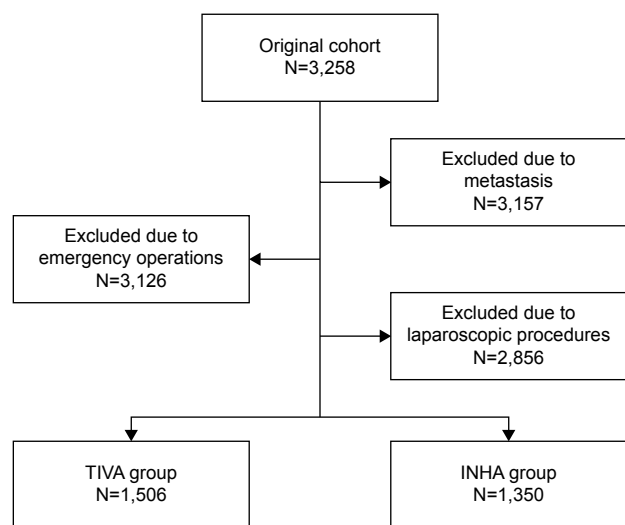 Original cohort
N=3,258
Excluded due to
metastasis
N=3,157
Excluded due to
emergency operations
N=3,126
Excluded due to
laparoscopic procedures
N=2,856
TIVA group
N=1,506
INHA group
N=1,350